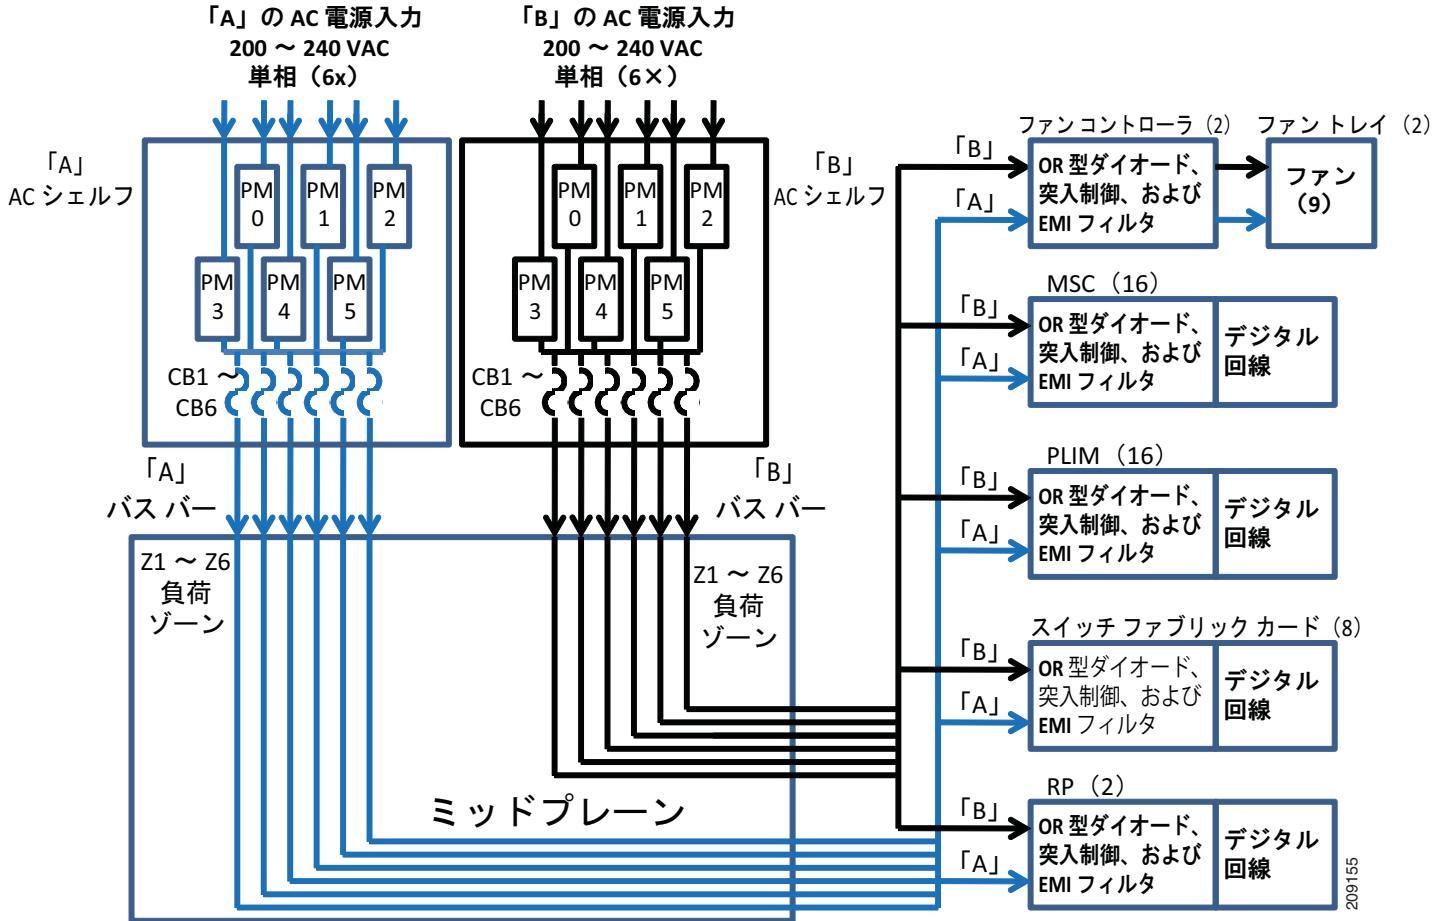 「A」の AC 電源入力
200 ～ 240 VAC
単相（6x）
「B」の AC 電源入力
200 ～ 240 VAC
単相（6×）
「A」
AC シェルフ
PM
0
PM
1
PM
2
PM
3
PM
4
PM
5
CB1 ～
CB6
「B」
AC シェルフ
PM
0
PM
1
PM
2
PM
3
PM
4
PM
5
CB1 ～
CB6
「A」
バス バー
「B」
バス バー
Z1 ～ Z6
負荷
ゾーン
Z1 ～ Z6
負荷
ゾーン
ミッドプレーン
ファン コントローラ（2）
ファン トレイ（2）
「B」
「A」
OR 型ダイオード、
突入制御、および
EMI フィルタ
ファン
（9）
MSC（16）
「B」
「A」
OR 型ダイオード、
突入制御、および
EMI フィルタ
デジタル
回線
PLIM（16）
「B」
「A」
OR 型ダイオード、
突入制御、および
EMI フィルタ
デジタル
回線
スイッチ ファブリック カード（8）
「B」
「A」
OR 型ダイオード、
突入制御、および
EMI フィルタ
デジタル
回線
RP（2）
「B」
「A」
OR 型ダイオード、
突入制御、および
EMI フィルタ
デジタル
回線
209155